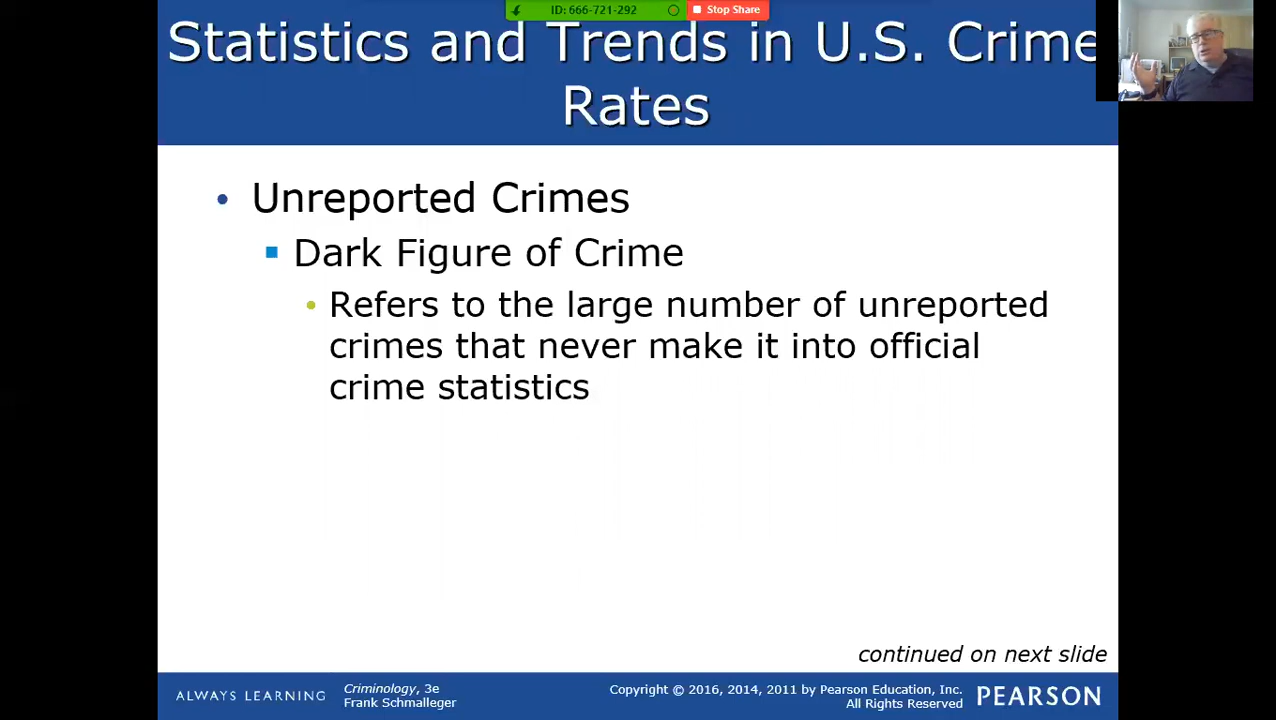 ID: 666-721-292
Stop Share
Statistics and Trends in U.S. Crime
Rates
• Unreported Crimes
▪ Dark Figure of Crime
• Refers to the large number of unreported
crimes that never make it into official
crime statistics
continued on next slide
ALWAYS LEARNING
Criminology, 3e
Frank Schmalleger
Copyright © 2016, 2014, 2011 by Pearson Education, Inc.
All Rights Reserved
PEARSON